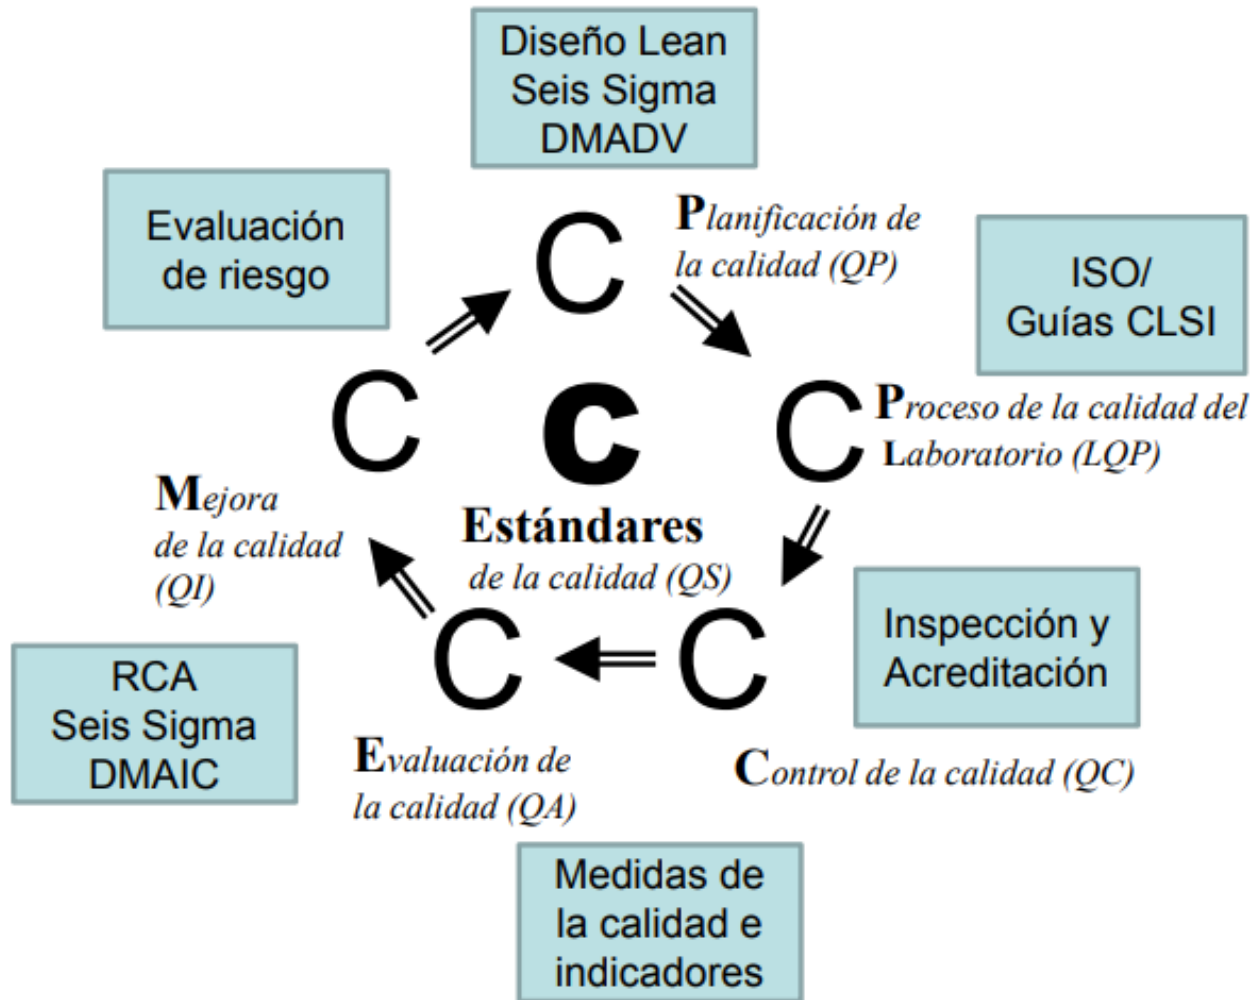 Diseño Lean
Seis Sigma
DMADV
Evaluación
de riesgo
C
Planificación de
la calidad (QP)
ISO/
Guías CLSI
C
C
C
Proceso de la calidad del
Laboratorio (LQP)
Mejora
de la calidad
(QI)
Estándares
de la calidad (QS)
C
C
Inspección y
Acreditación
RCA
Seis Sigma
DMAIC
Evaluación de
la calidad (QA)
Control de la calidad (QC)
Medidas de
la calidad e
indicadores